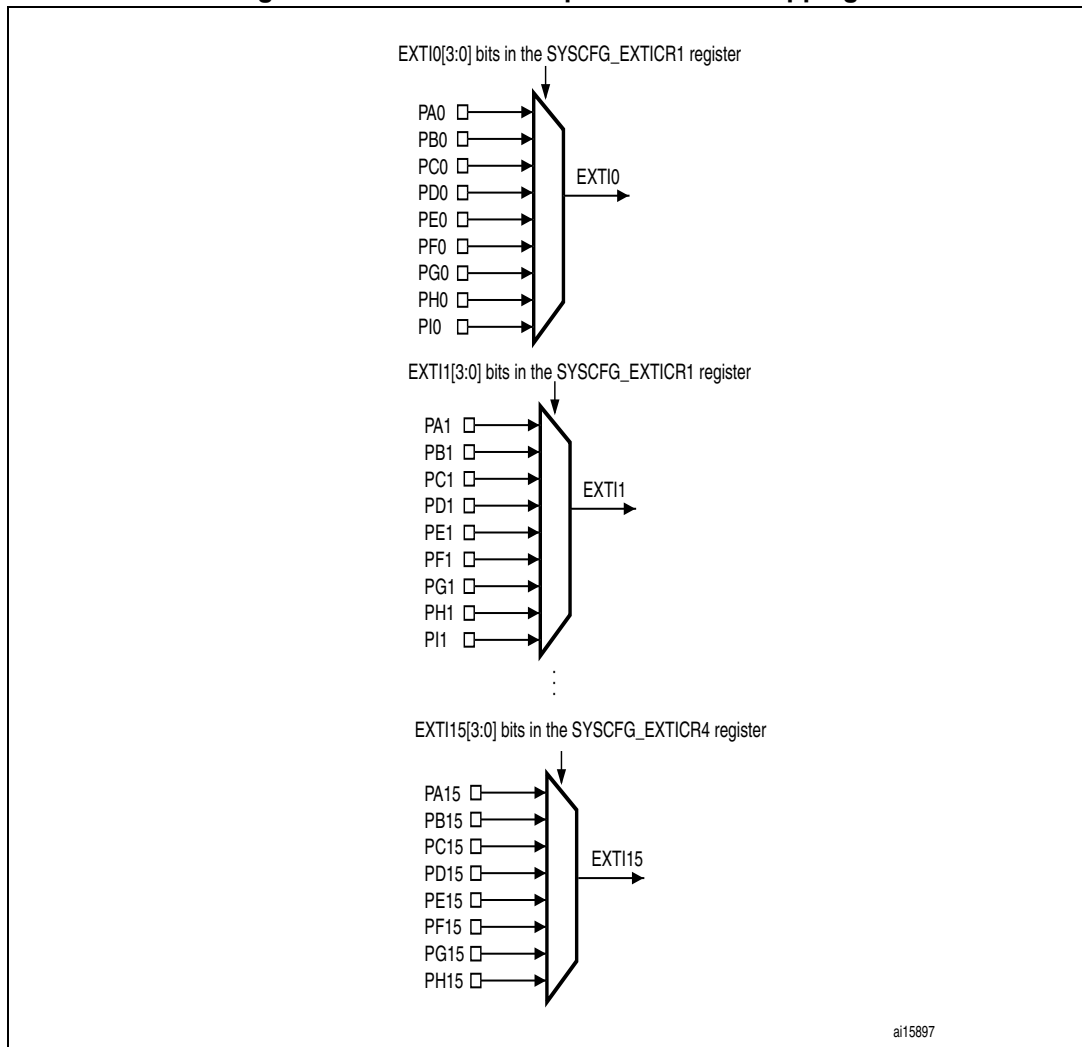 EXTI0[3:0] bits in the SYSCFG_EXTICR1 register
PA0
PB0
PC0
PD0
PE0
PF0
PG0
PH0
PI0
EXTI0
EXTI1[3:0] bits in the SYSCFG_EXTICR1 register
PA1
PB1
PC1
PD1
PE1
PF1
PG1
PH1
PI1
EXTI1
EXTI15[3:0] bits in the SYSCFG_EXTICR4 register
PA15
PB15
PC15
PD15
PE15
PF15
PG15
PH15
EXTI15
ai15897